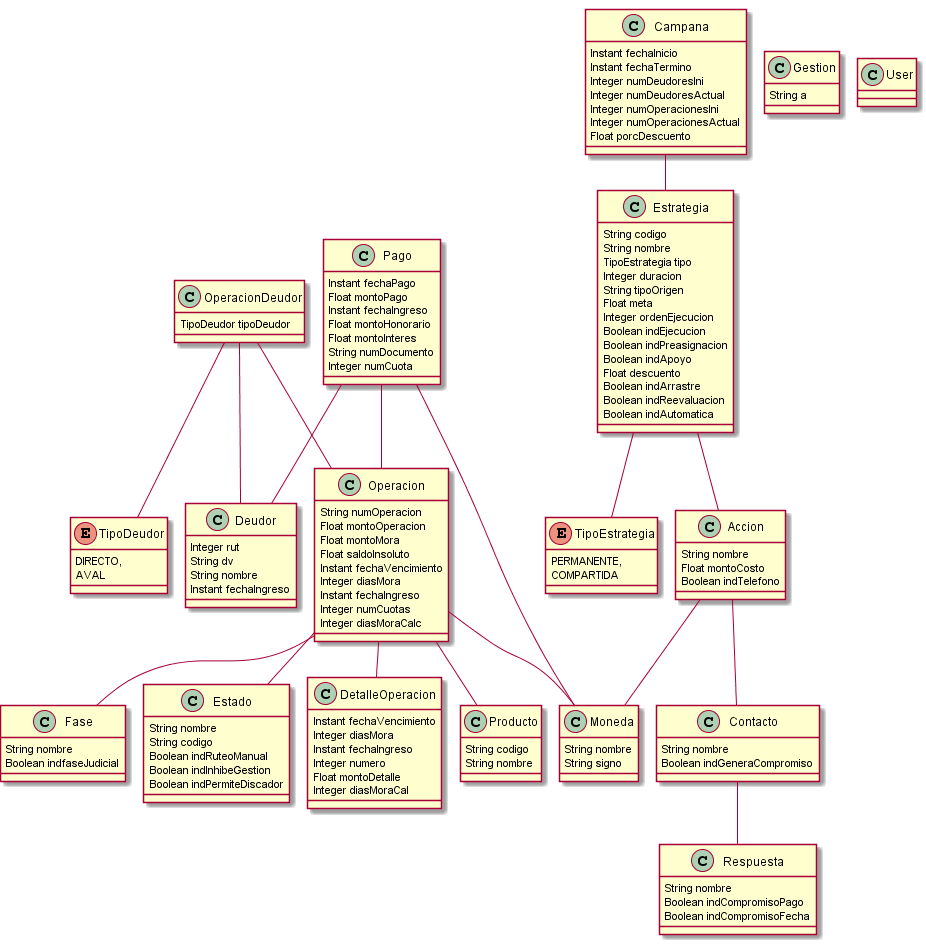 C Campana
Instant fechaInicio
Instant fechaTermino
Integer numDeudoresIni
Integer numDeudoresActual
Integer numOperacionesIni
Integer numOperacionesActual
Float porcDescuento
C Gestion
String a
C User
C Estrategia
String codigo
String nombre
TipoEstrategia tipo
Integer duracion
String tipoOrigen
Float meta
Integer ordenEjecucion
Boolean indEjecucion
Boolean indPreasignacion
Boolean indApoyo
Float descuento
Boolean indArrastre
Boolean indReevaluacion
Boolean indAutomatica
C Pago
Instant fechaPago
Float montoPago
Instant fechaIngreso
Float montoHonorario
Float montoInteres
String numDocumento
Integer numCuota
C OperacionDeudor
TipoDeudor tipoDeudor
E TipoDeudor
DIRECTO,
AVAL
C Deudor
Integer rut
String dv
String nombre
Instant fechaIngreso
C Operacion
String numOperacion
Float montoOperacion
Float montoMora
Float saldoInsoluto
Instant fechaVencimiento
Integer diasMora
Instant fechaIngreso
Integer numCuotas
Integer diasMoraCalc
E TipoEstrategia
PERMANENTE,
COMPARTIDA
C Accion
String nombre
Float montoCosto
Boolean indTelefono
C Fase
String nombre
Boolean indfaseJudicial
C Estado
String nombre
String codigo
Boolean indRuteoManual
Boolean indInhibeGestion
Boolean indPermiteDiscador
C DetalleOperacion
Instant fechaVencimiento
Integer diasMora
Instant fechaIngreso
Integer numero
Float montoDetalle
Integer diasMoraCal
C Producto
String codigo
String nombre
C Moneda
String nombre
String signo
C Contacto
String nombre
Boolean indGeneraCompromiso
C Respuesta
String nombre
Boolean indCompromisoPago
Boolean indCompromisoFecha